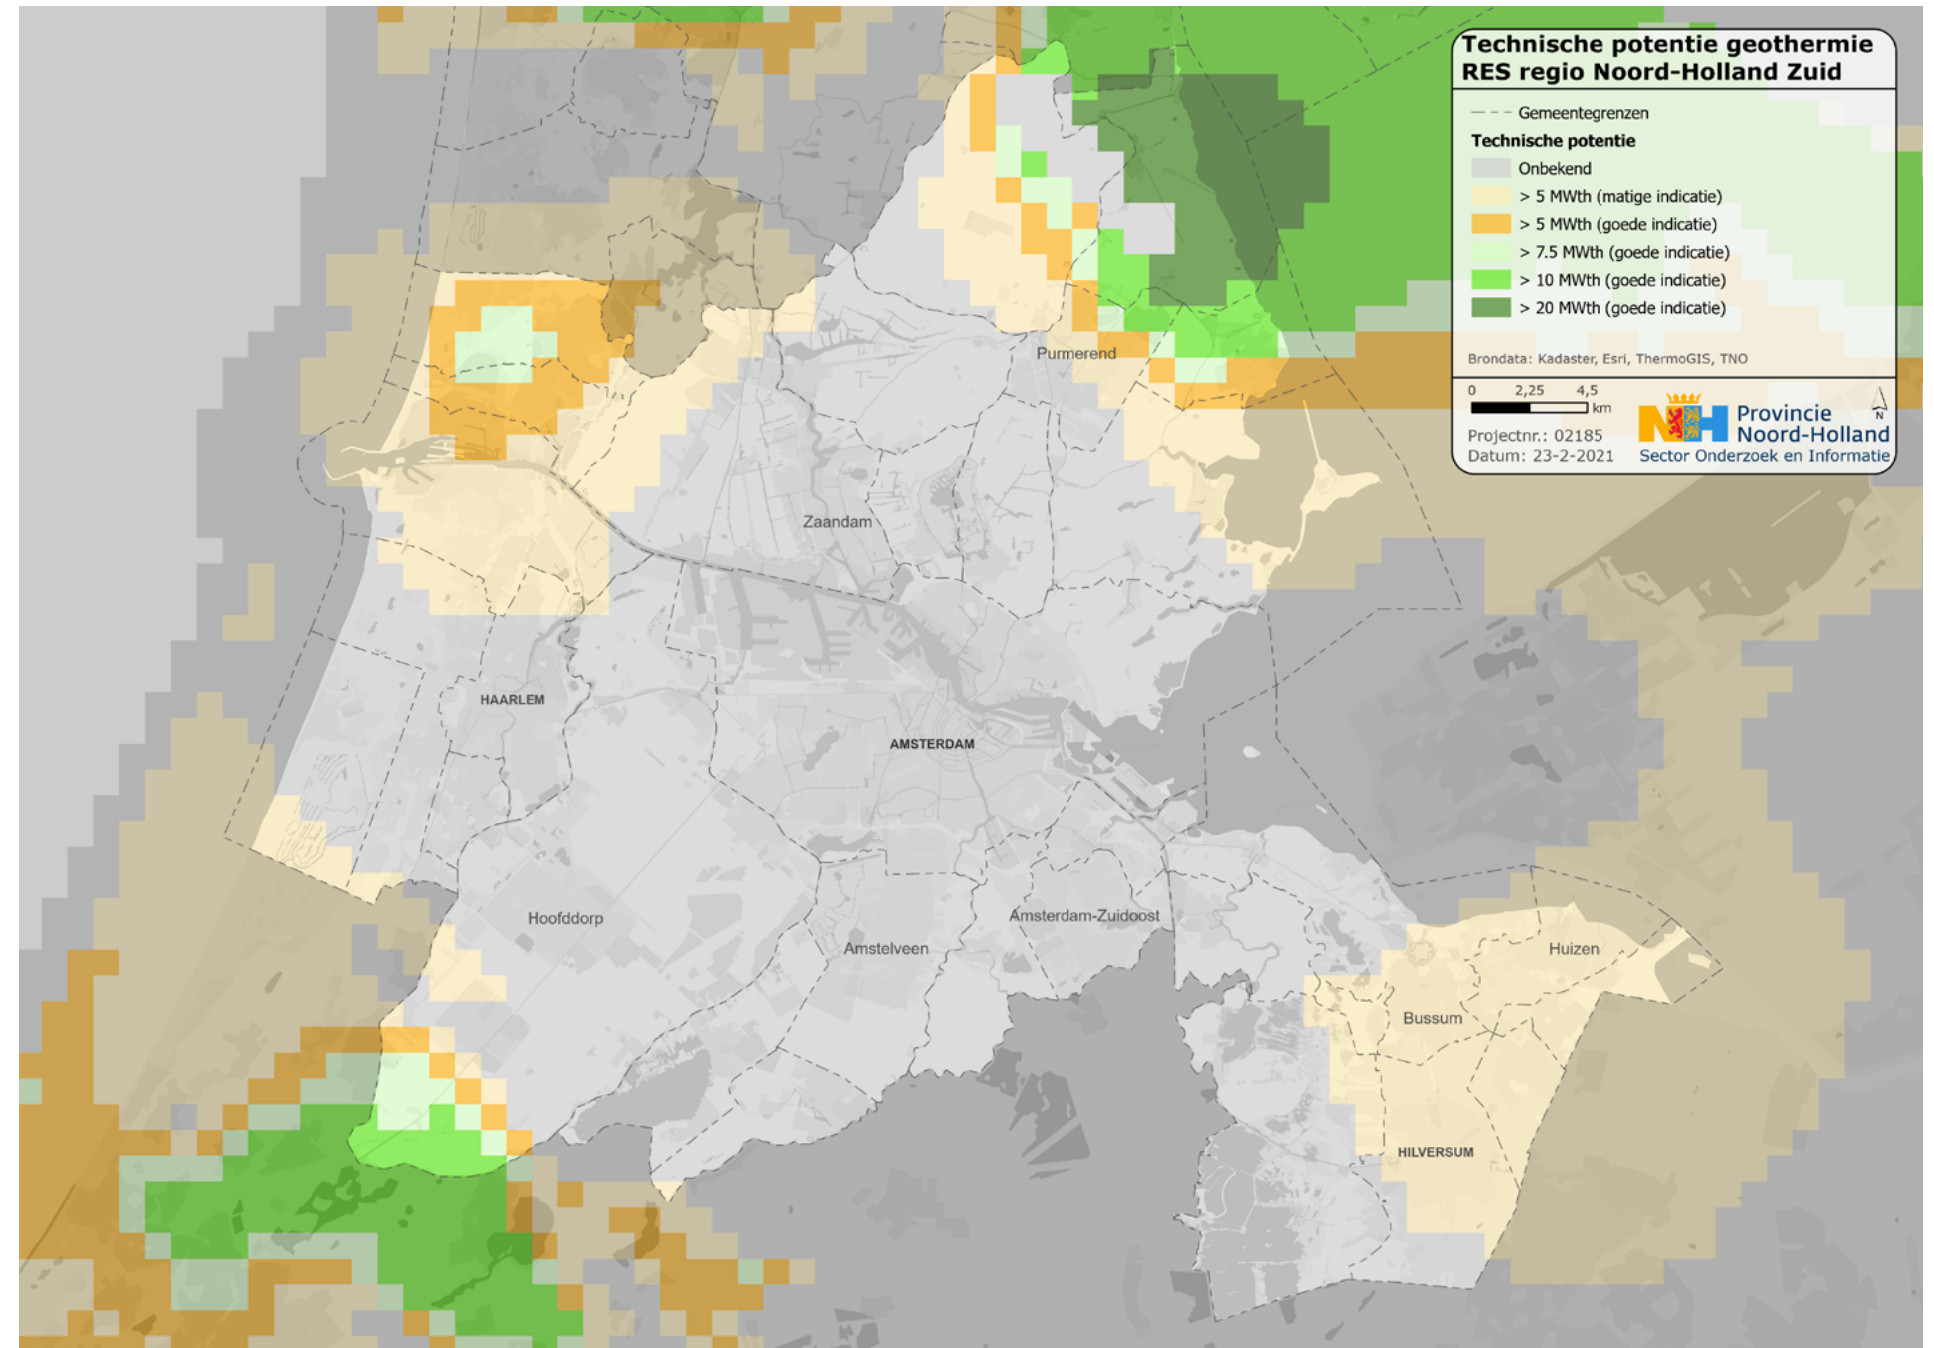 Technische potentie geothermie
RES regio Noord-Holland Zuid
Gemeentegrenzen
Technische potentie
Onbekend
> 5 MWth (matige indicatie)
> 5 MWth (goede indicatie)
> 7.5 MWth (goede indicatie)
> 10 MWth (goede indicatie)
> 20 MWth (goede indicatie)
Brondata: Kadaster, Esri, ThermoGIS, TNO
0 2,25 4,5
km
N
Projectnr.: 02185
Datum: 23-2-2021
NH
Provincie
Noord-Holland
Sector Onderzoek en Informatie
Purmerend
Zaandam
HAARLEM
AMSTERDAM
Hoofddorp
Amstelveen
Amsterdam-Zuidoost
Huizen
Bussum
HILVERSUM